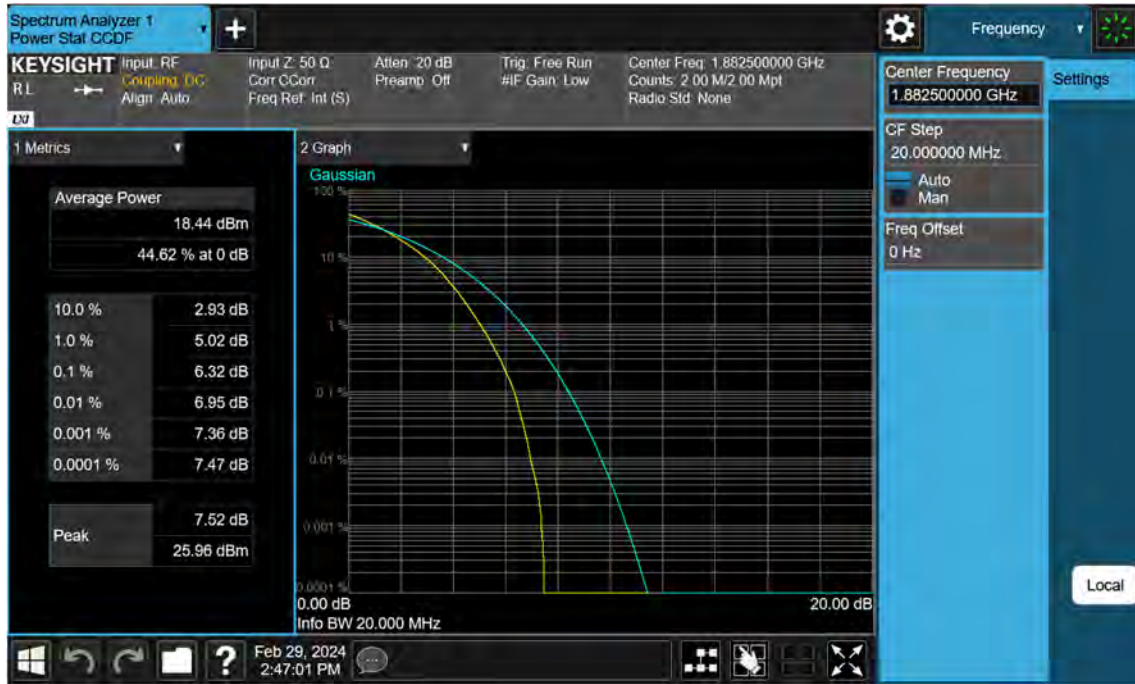 Spectrum Analyzer 1
Power Stat CCDF
+
Frequency
KEYSIGHT
RL
LXI
Input: RF
Coupling: DC
Align: Auto
Input Z: 50 Ω
Corr CCorr
Freq Ref: Int (S)
Atten: 20 dB
Preamp: Off
Trig: Free Run
#IF Gain: Low
Center Freq: 1.882500000 GHz
Counts: 2.00 M/2.00 Mpt
Radio Std: None
Center Frequency
1.882500000 GHz
Settings
CF Step
20.000000 MHz
Auto
Man
Freq Offset
0 Hz
1 Metrics
Average Power
18.44 dBm
44.62 % at 0 dB
10.0 % 2.93 dB
1.0 % 5.02 dB
0.1 % 6.32 dB
0.01 % 6.95 dB
0.001 % 7.36 dB
0.0001 % 7.47 dB
Peak
7.52 dB
25.96 dBm
2 Graph
Gaussian
100 %
10 %
1 %
0.1 %
0.01 %
0.001 %
0.0001 %
0.00 dB 20.00 dB
Info BW 20.000 MHz
Local
?
Feb 29, 2024
2:47:01 PM